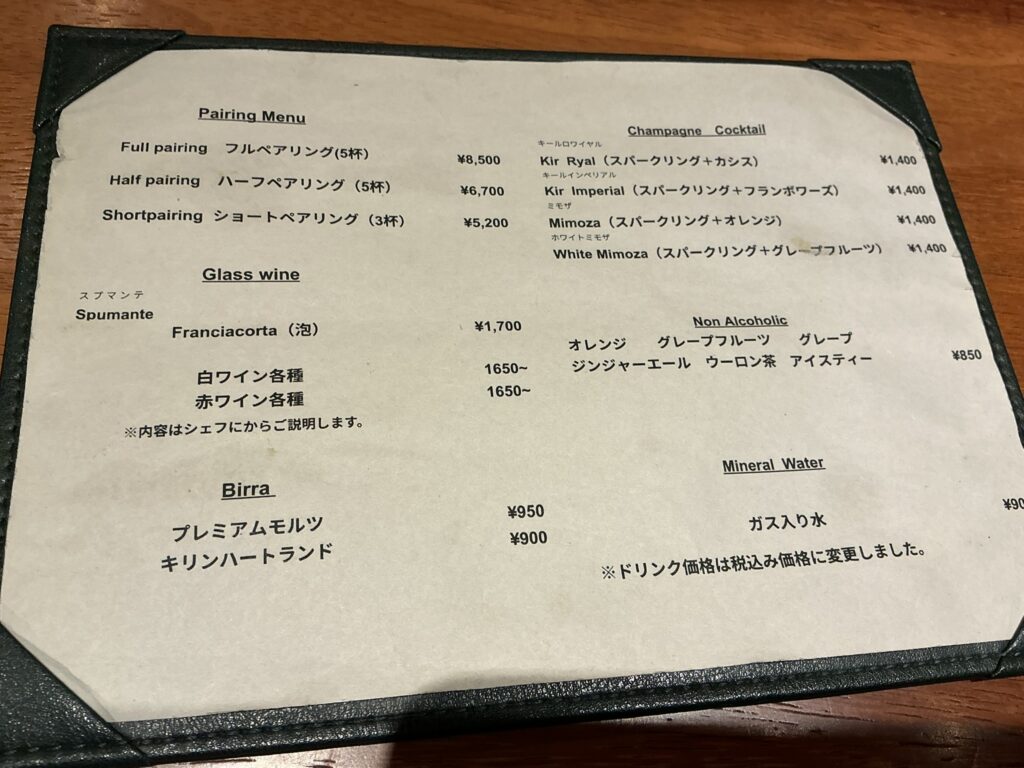 Pairing Menu
Full pairing フルペアリング(5杯) ¥8,500
Half pairing ハーフペアリング（5杯） ¥6,700
Shortpairing ショートペアリング（3杯） ¥5,200
Glass wine
スプマンテ
Spumante
Franciacorta（泡） ¥1,700
白ワイン各種 1650~
赤ワイン各種 1650~
※内容はシェフにからご説明します。
Birra
プレミアムモルツ ¥950
キリンハートランド ¥900
Champagne Cocktail
キールロワイヤル
Kir Ryal（スパークリング＋カシス） ¥1,400
キールインペリアル
Kir Imperial（スパークリング＋フランボワーズ） ¥1,400
ミモザ
Mimoza（スパークリング＋オレンジ） ¥1,400
ホワイトミモザ
White Mimoza（スパークリング＋グレープフルーツ） ¥1,400
Non Alcoholic
オレンジ グレープフルーツ グレープ
ジンジャーエール ウーロン茶 アイスティー ¥850
Mineral Water
ガス入り水
※ドリンク価格は税込み価格に変更しました。